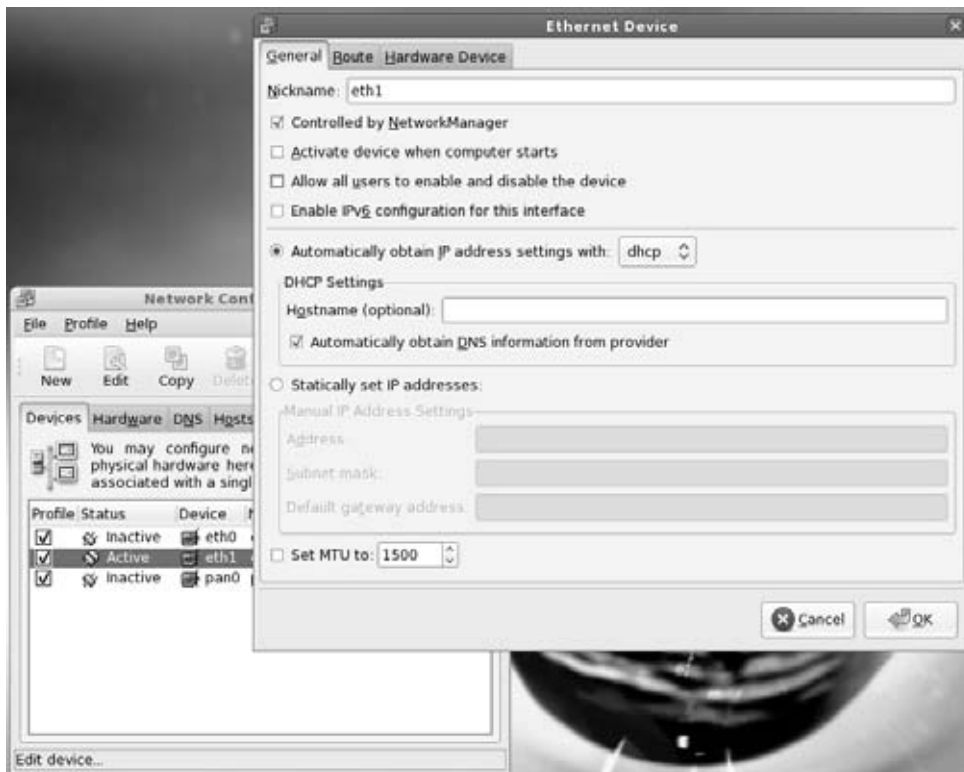 Ethernet Device
General Route Hardware Device
Nickname: eth1
Controlled by NetworkManager
Activate device when computer starts
Allow all users to enable and disable the device
Enable IPv6 configuration for this interface
Automatically obtain IP address settings with: dhcp
DHCP Settings
Hostname (optional):
Automatically obtain DNS information from provider
Statically set IP addresses:
Manual IP Address Settings
Address:
Subnet mask:
Default gateway address:
Set MTU to: 1500
Cancel OK
Network Conf
File Profile Help
New Edit Copy Delet
Devices Hardware DNS Hosts
You may configure ne
physical hardware here
associated with a singl
Profile Status Device
Inactive eth0
Active eth1
Inactive pan0
Edit device...